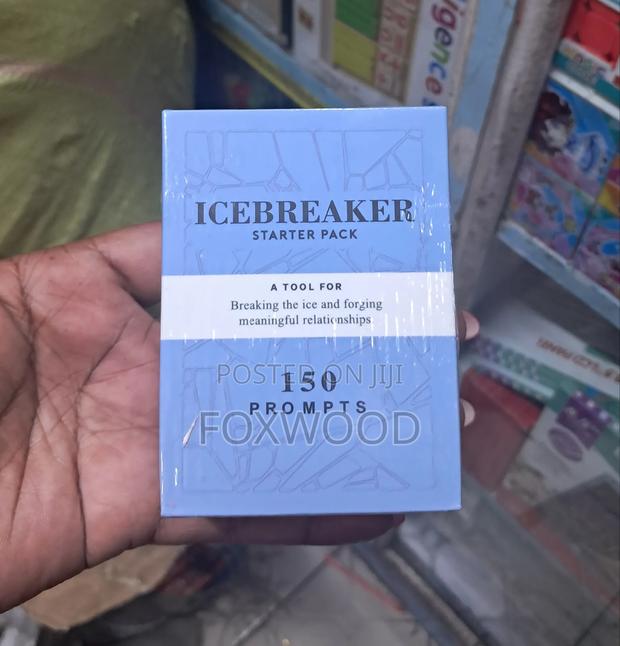 ICEBREAKER
STARTER PACK
A TOOL FOR
Breaking the ice and forging
meaningful relationships
POSTED ON JIJI
150
PROMPTS
FOXWOOD